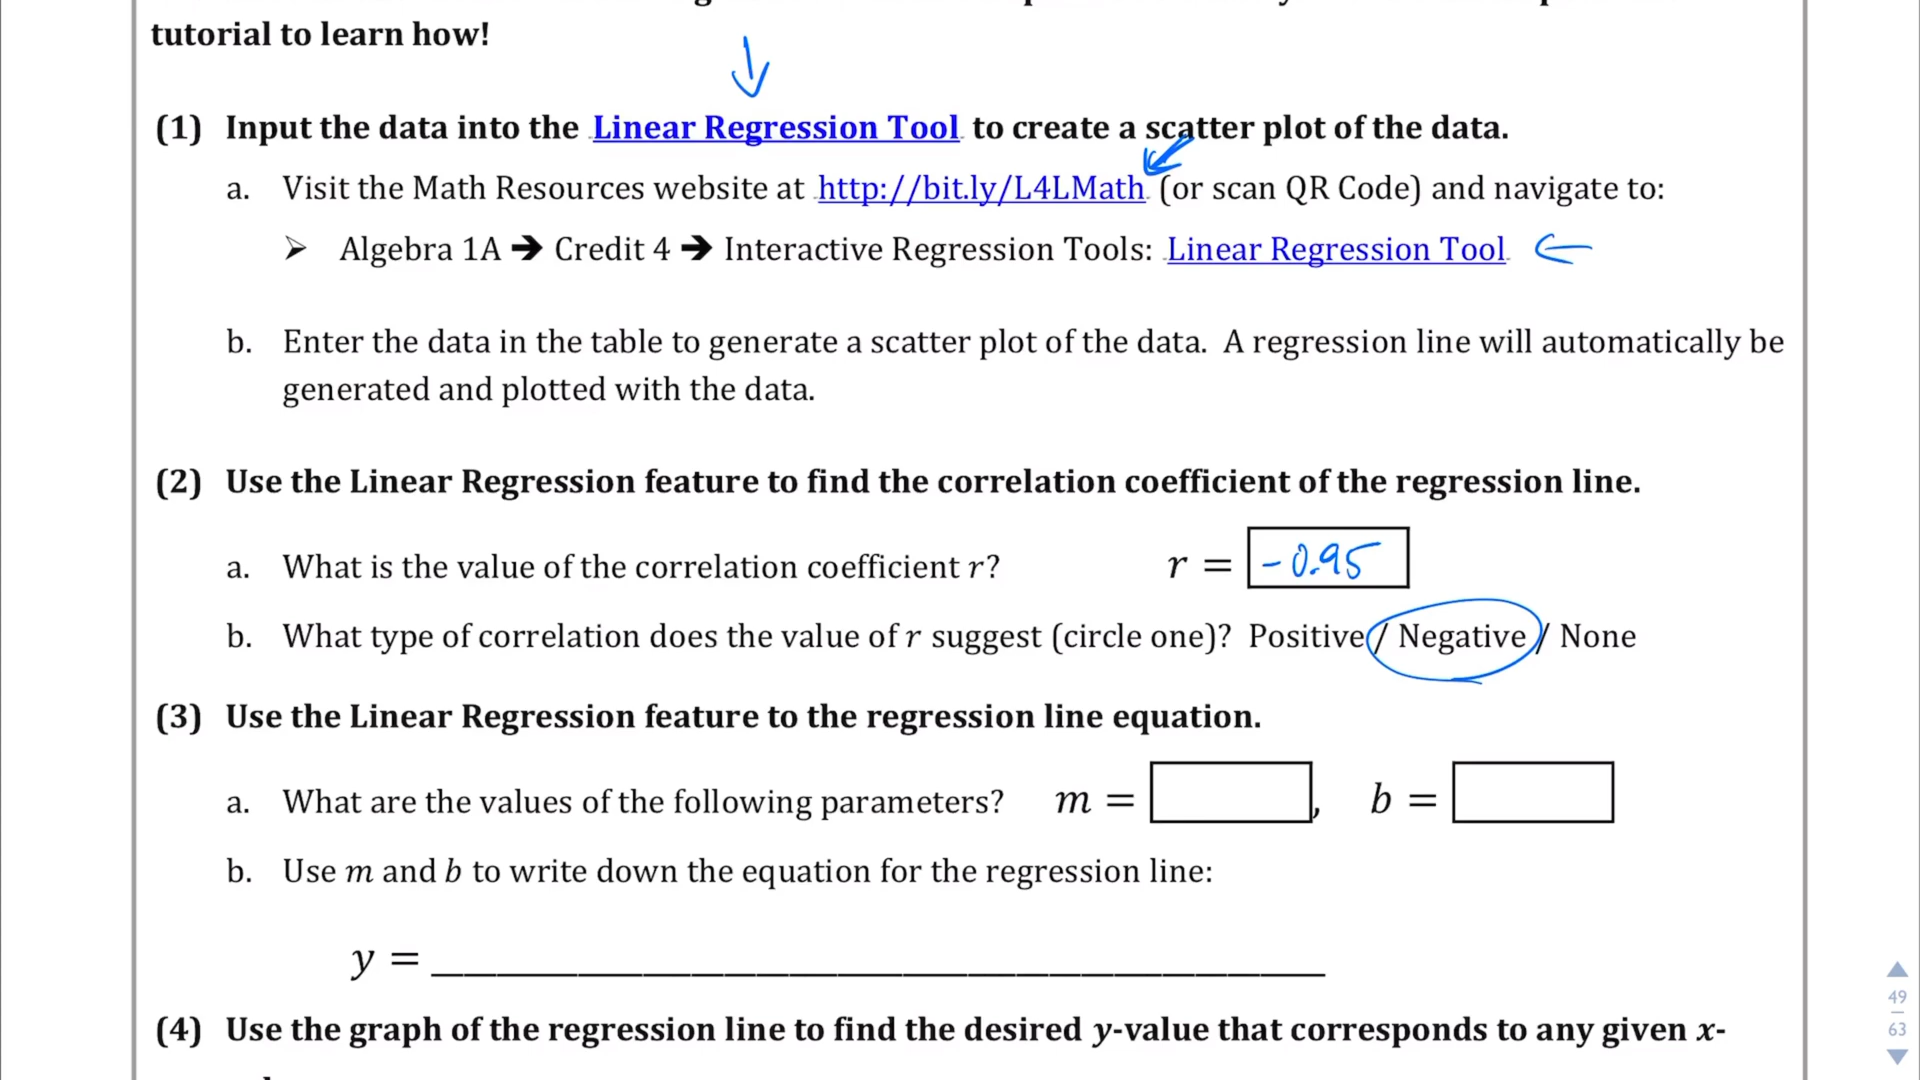 tutorial to learn how!
(1) Input the data into the Linear Regression Tool to create a scatter plot of the data.
a. Visit the Math Resources website at http://bit.ly/L4LMath (or scan QR Code) and navigate to:
➢ Algebra 1A ➔ Credit 4 ➔ Interactive Regression Tools: Linear Regression Tool
b. Enter the data in the table to generate a scatter plot of the data. A regression line will automatically be
generated and plotted with the data.
(2) Use the Linear Regression feature to find the correlation coefficient of the regression line.
a. What is the value of the correlation coefficient r? r = -0.95
b. What type of correlation does the value of r suggest (circle one)? Positive / Negative / None
(3) Use the Linear Regression feature to the regression line equation.
a. What are the values of the following parameters? m = , b =
b. Use m and b to write down the equation for the regression line:
y = ____________________
(4) Use the graph of the regression line to find the desired y-value that corresponds to any given x-
49
63